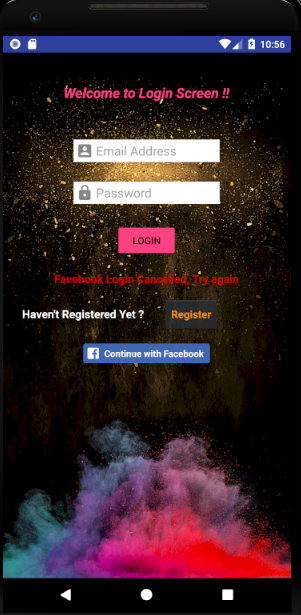 10:56
Welcome to Login Screen !!
Email Address
Password
LOGIN
Facebook Login Cancelled, Try again
Haven't Registered Yet ? Register
Continue with Facebook